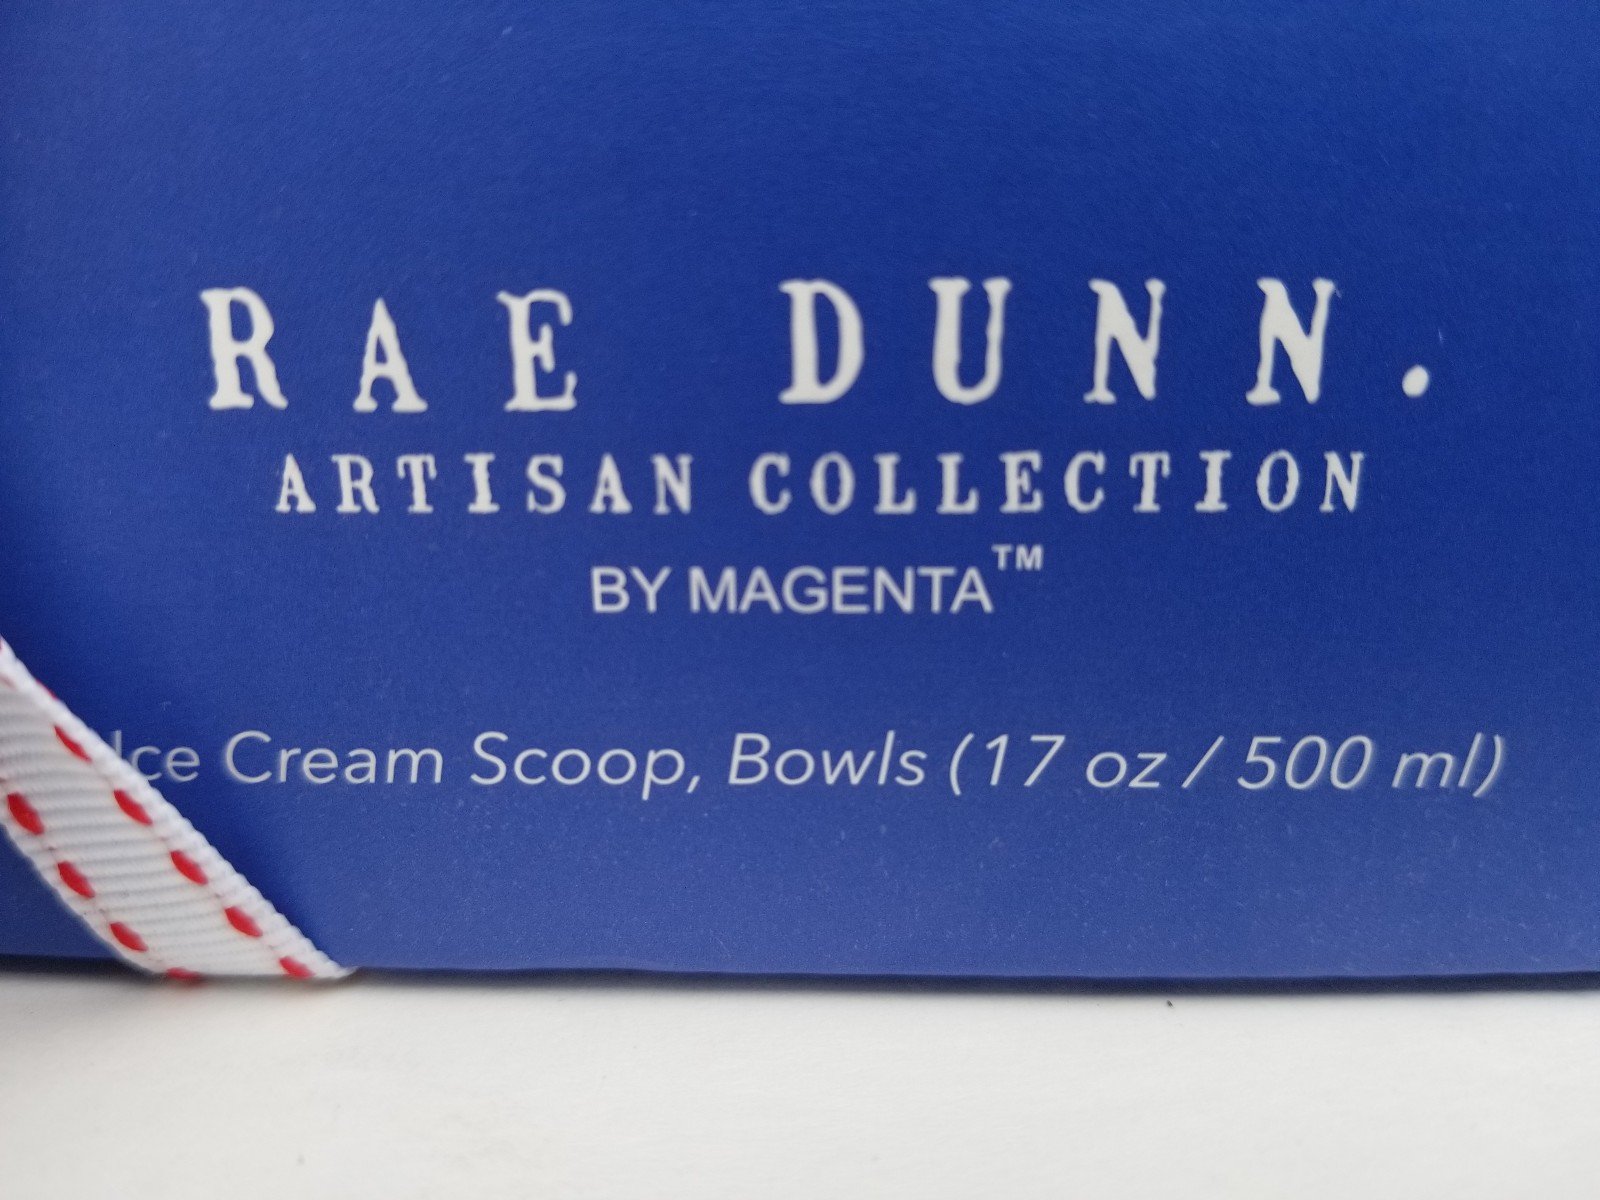 RAE DUNN.
ARTISAN COLLECTION
BY MAGENTA™
Ice Cream Scoop, Bowls (17 oz / 500 ml)